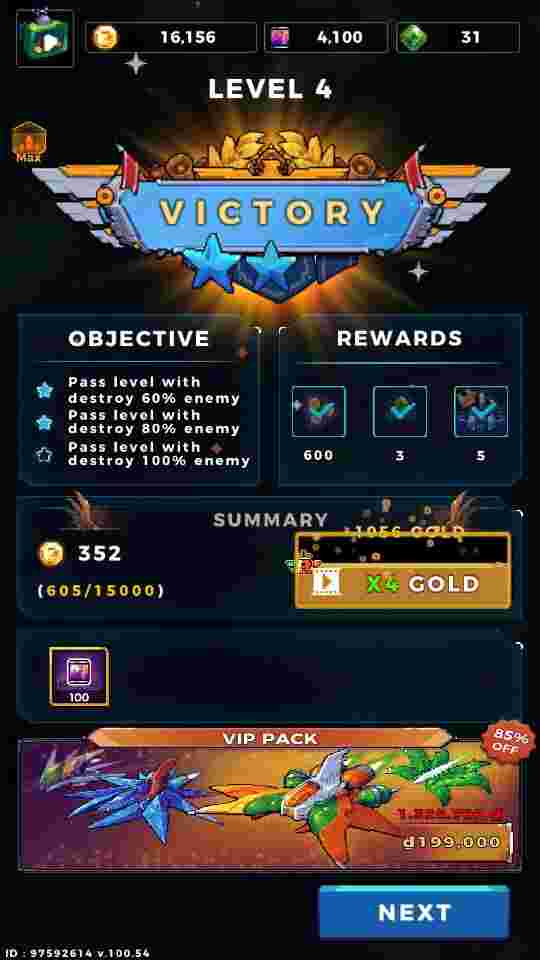 16,156
4,100
31
LEVEL 4
Max
VICTORY
OBJECTIVE
Pass level with
destroy 60% enemy
Pass level with
destroy 80% enemy
Pass level with
destroy 100% enemy
REWARDS
600
3
5
SUMMARY
352
(605/15000)
+1056 GOLD
X4 GOLD
100
VIP PACK
85%
OFF
đ199,000
NEXT
ID : 97592614 v.100.54